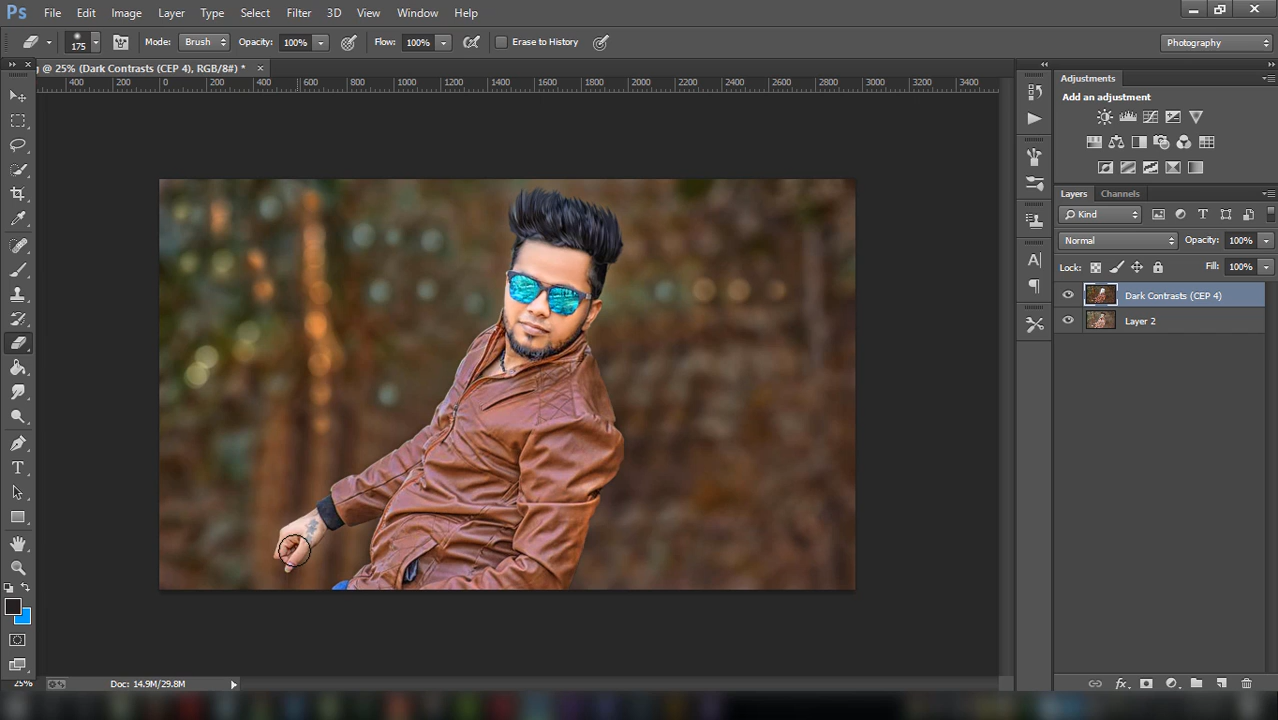 Ps File Edit Image Layer Type Select Filter 3D View Window Help
175 Mode: Brush Opacity: 100% Flow: 100% Erase to History Photography
@ 25% (Dark Contrasts (CEP 4), RGB/8#) * ×
400 200 0 200 400 600 800 1000 1200 1400 1600 1800 2000 2200 2400 2600 2800 3000 3200 3400
Adjustments
Add an adjustment
Layers Channels
Kind
Normal Opacity: 100%
Lock: Fill: 100%
Dark Contrasts (CEP 4)
Layer 2
25% Doc: 14.9M/29.8M